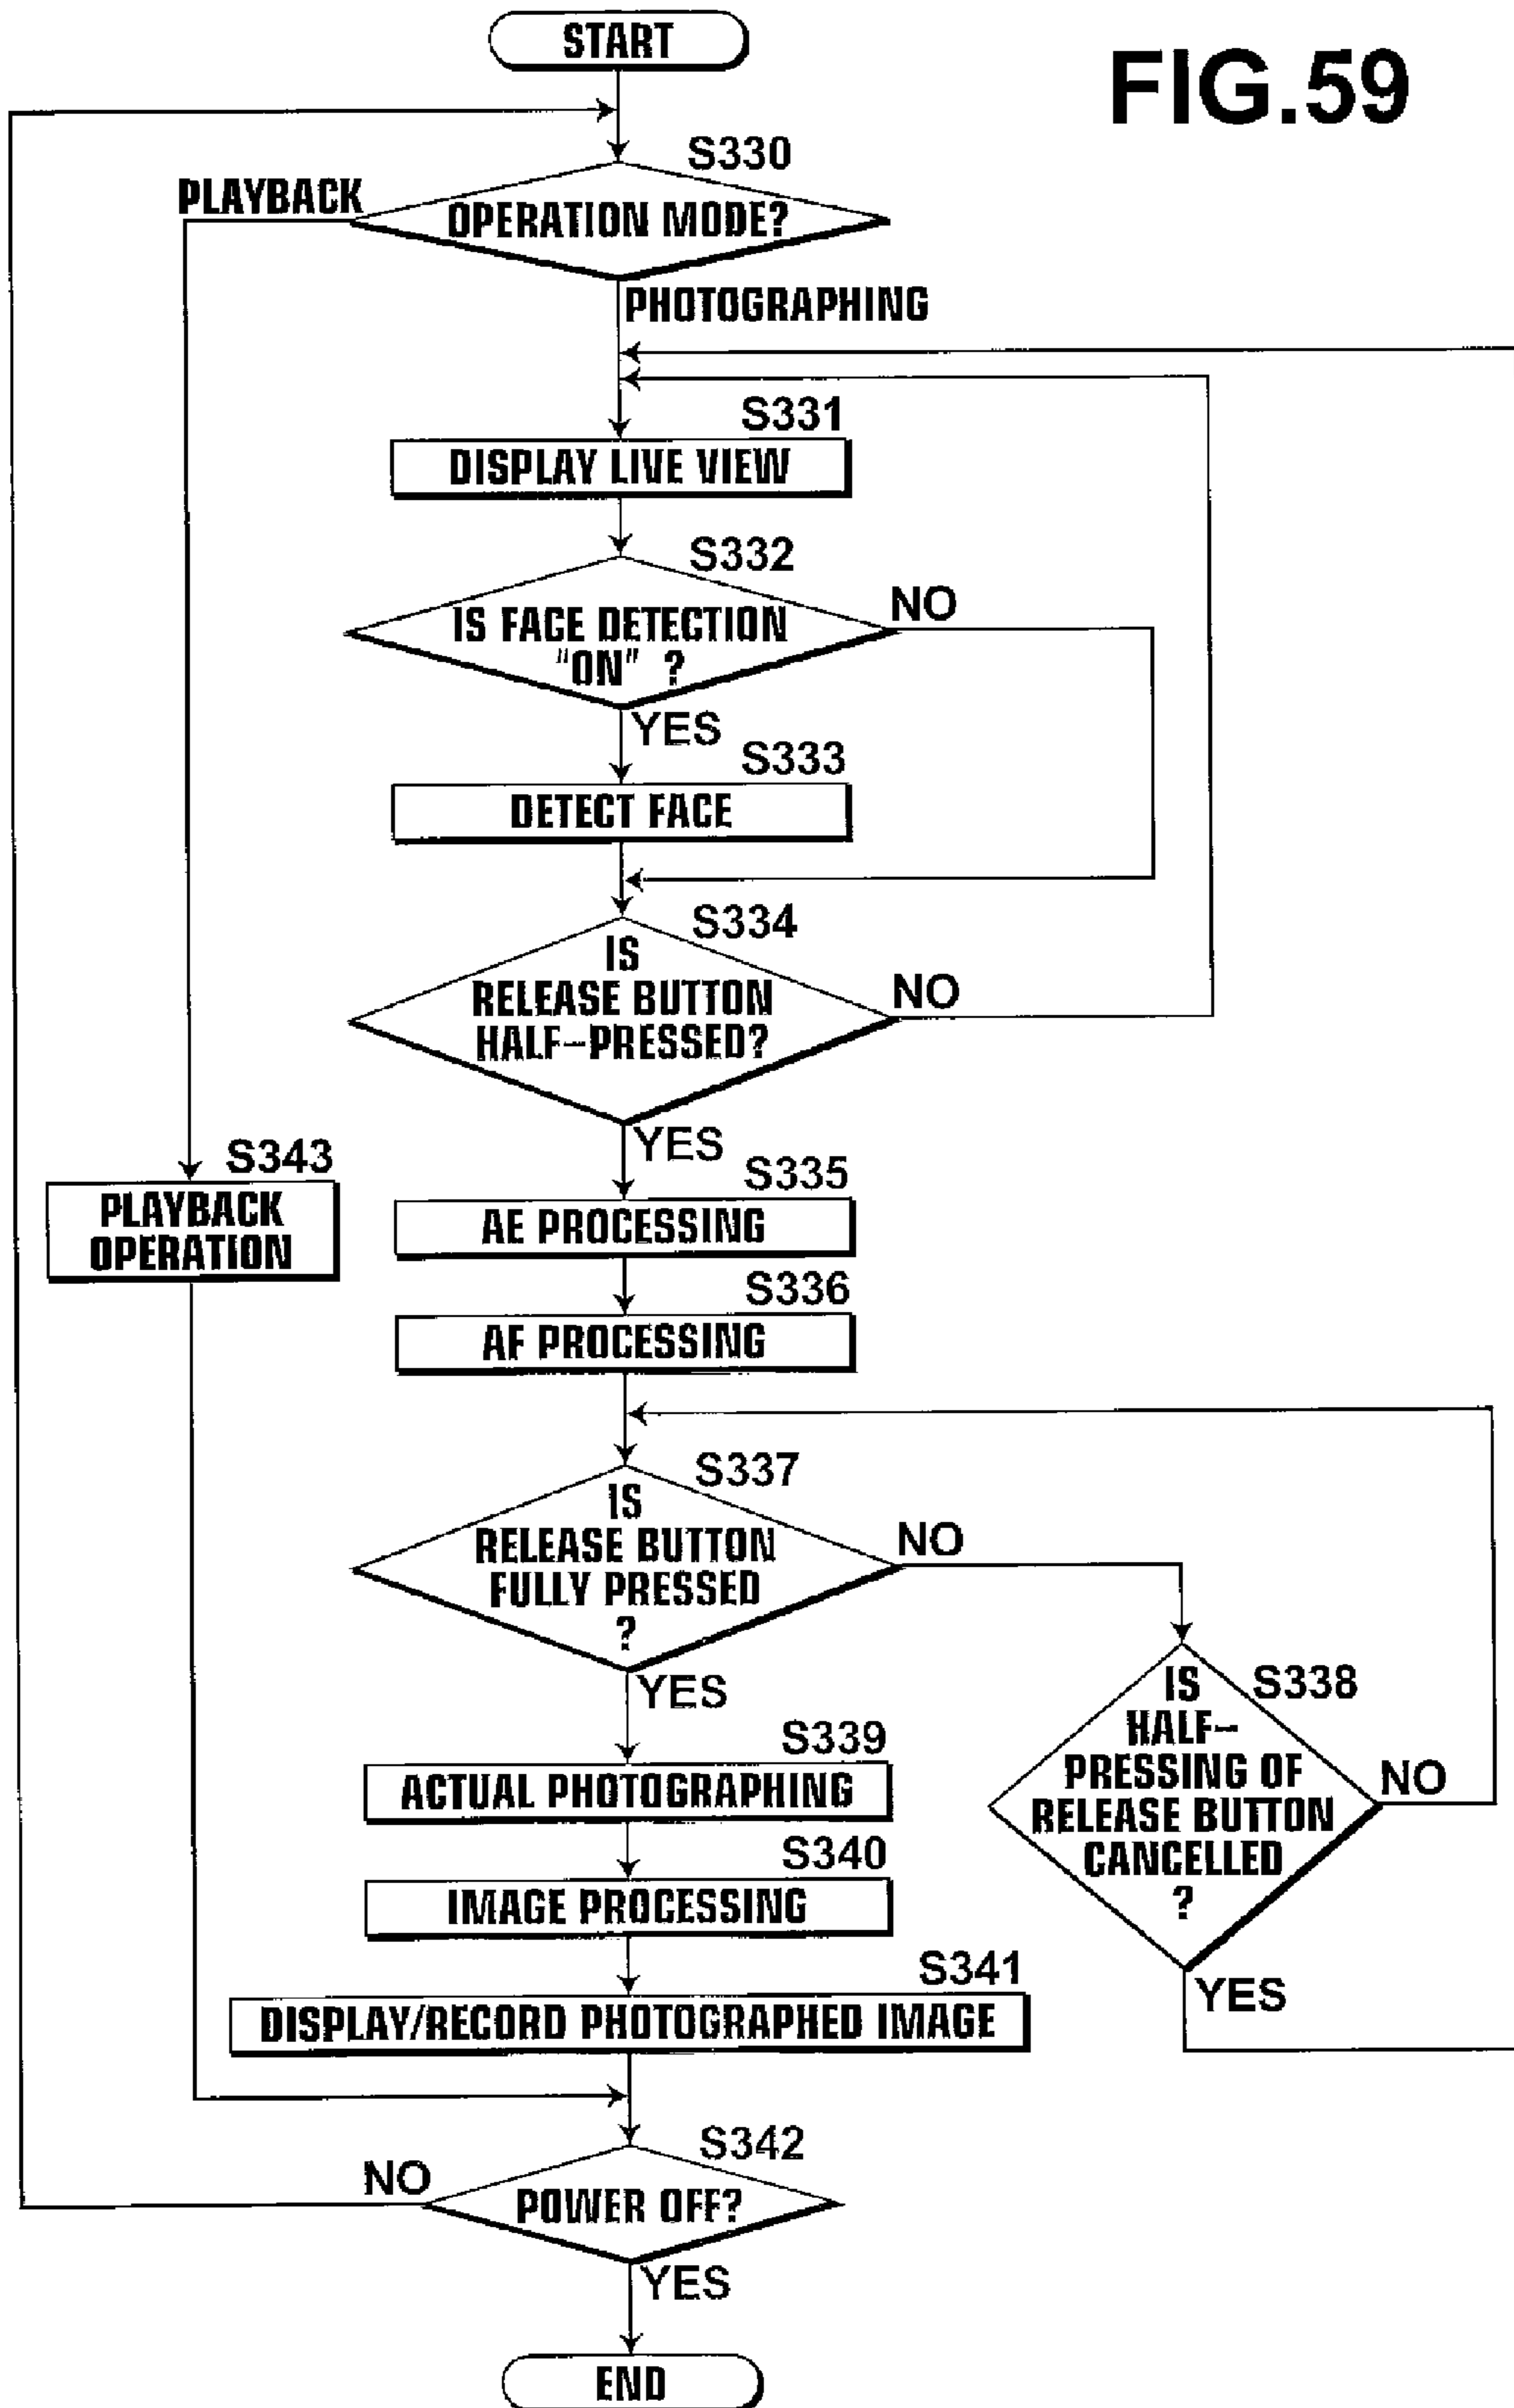 START
FIG.59
S330
PLAYBACK
OPERATION MODE?
PHOTOGRAPHING
S331
DISPLAY LIVE VIEW
S332
NO
IS FACE DETECTION
"ON" ?
YES
S333
DETECT FACE
S334
IS
RELEASE BUTTON
HALF-PRESSED?
NO
YES
S343
PLAYBACK
OPERATION
S335
AE PROCESSING
S336
AF PROCESSING
S337
IS
RELEASE BUTTON
FULLY PRESSED
?
NO
YES
S338
IS
HALF-
PRESSING OF
RELEASE BUTTON
CANCELLED
?
NO
YES
S339
ACTUAL PHOTOGRAPHING
S340
IMAGE PROCESSING
S341
DISPLAY/RECORD PHOTOGRAPHED IMAGE
S342
NO
POWER OFF?
YES
END